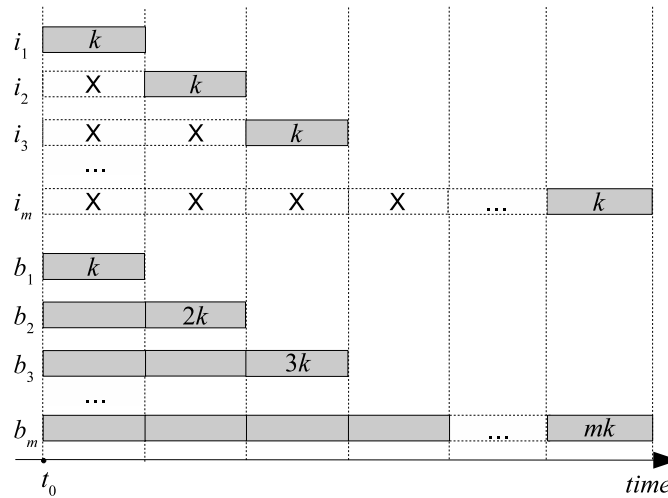 i₁ k
i₂ X k
i₃ X X k
...
iₘ X X X X ... k
b₁ k
b₂ 2k
b₃ 3k
...
bₘ ... mk
t₀ time